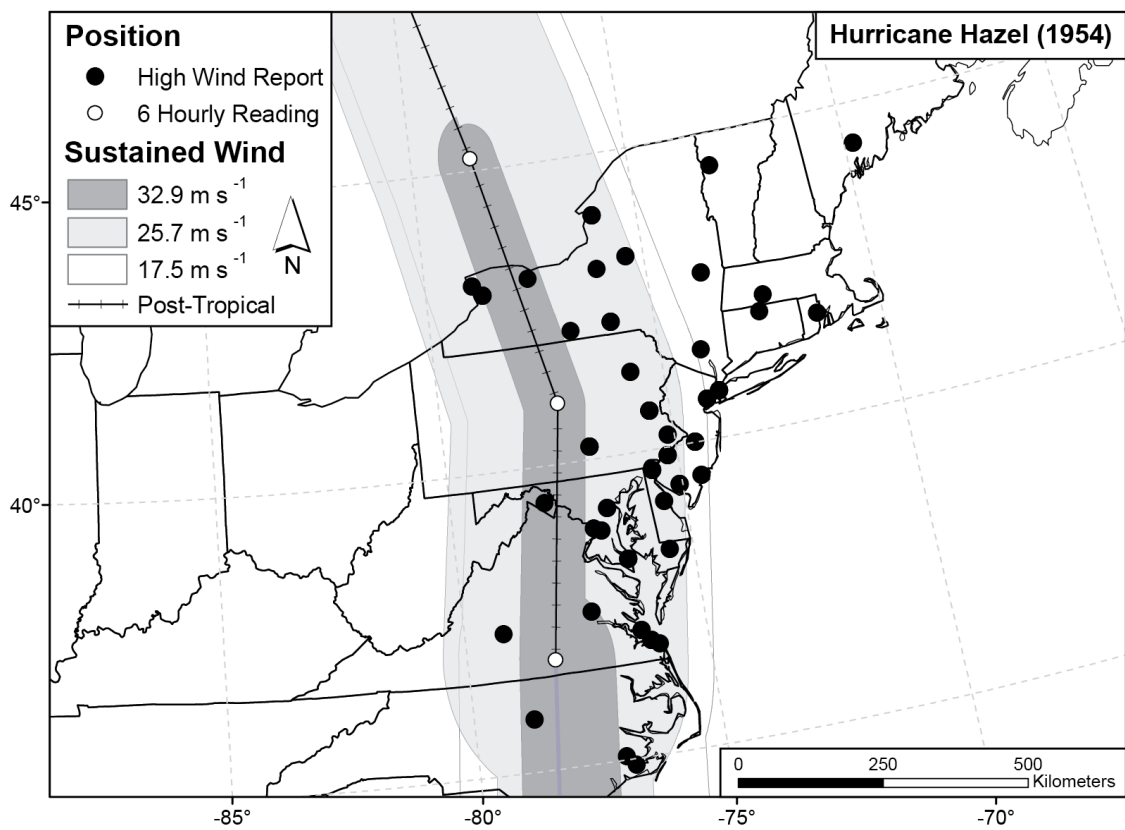 Hurricane Hazel (1954)
Position
High Wind Report
6 Hourly Reading
Sustained Wind
32.9 m s⁻¹
25.7 m s⁻¹
17.5 m s⁻¹
Post-Tropical
N
45°
40°
0 250 500
Kilometers
-85° -80° -75° -70°